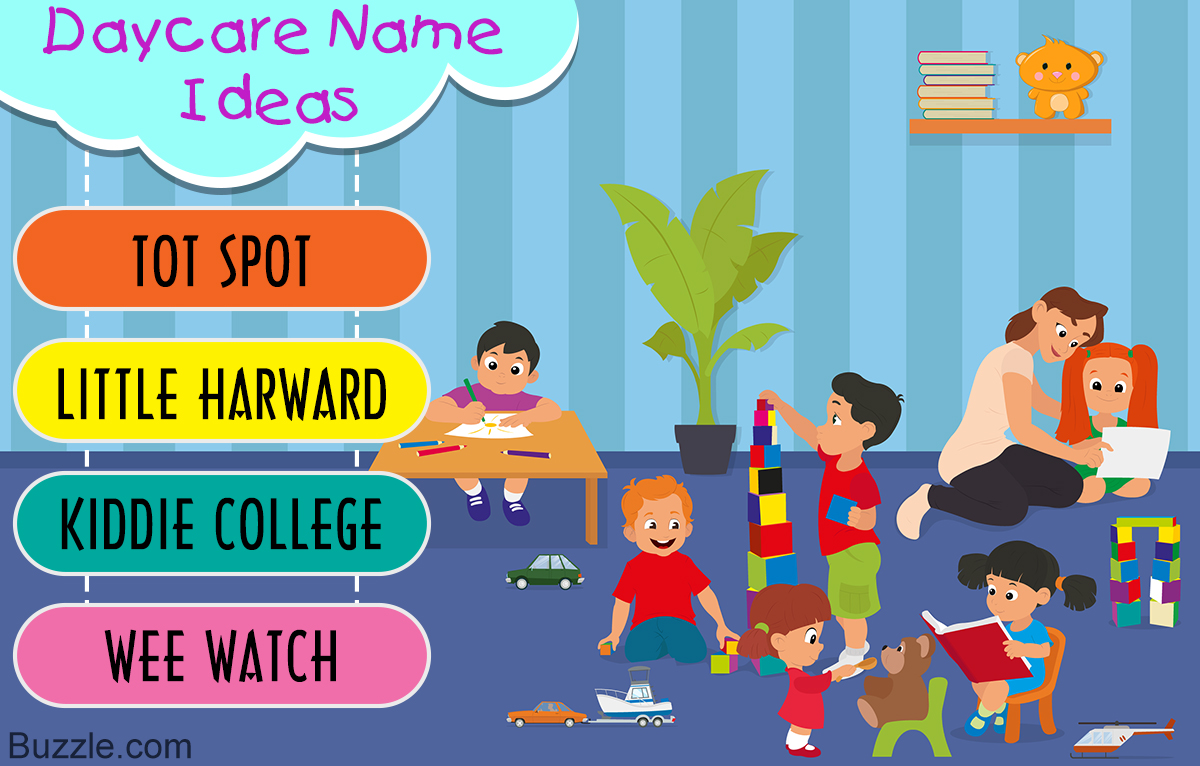 Daycare Name
Ideas
TOT SPOT
LITTLE HARWARD
KIDDIE COLLEGE
WEE WATCH
Buzzle.com